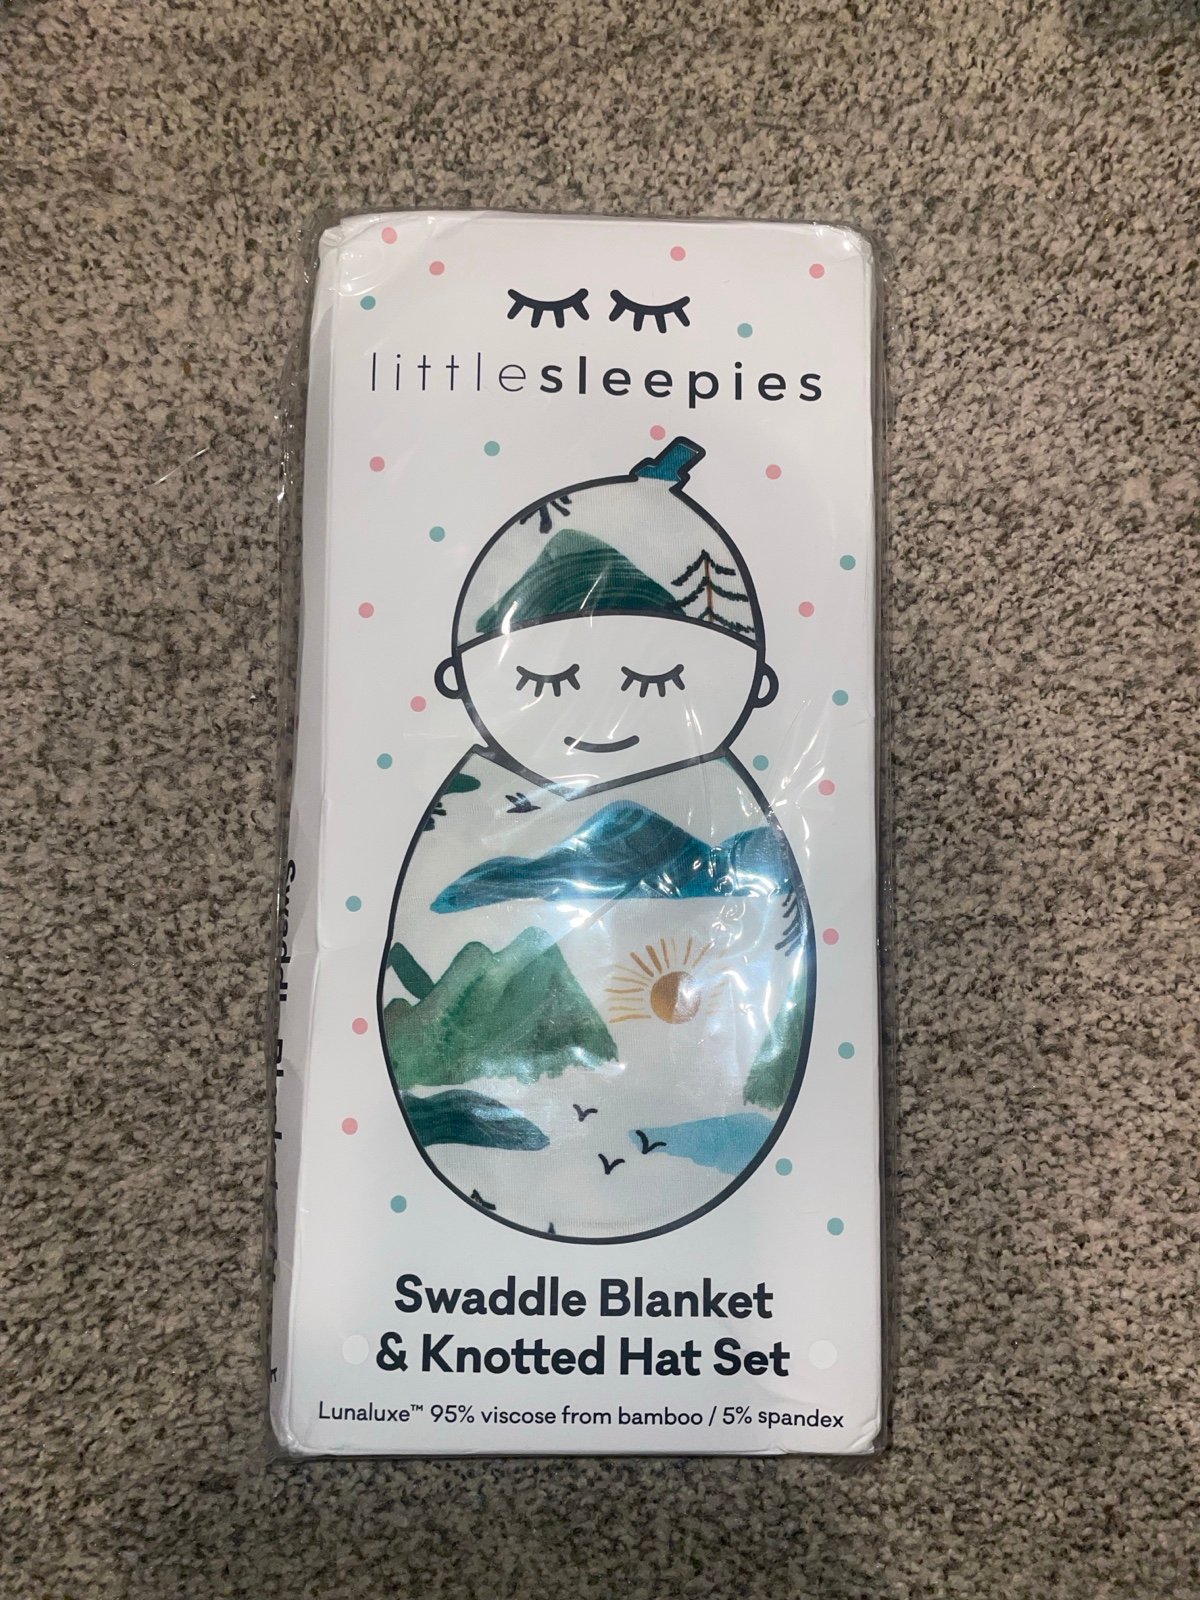 littlesleepies
Swaddle Blanket
& Knotted Hat Set
Lunaluxe™ 95% viscose from bamboo / 5% spandex